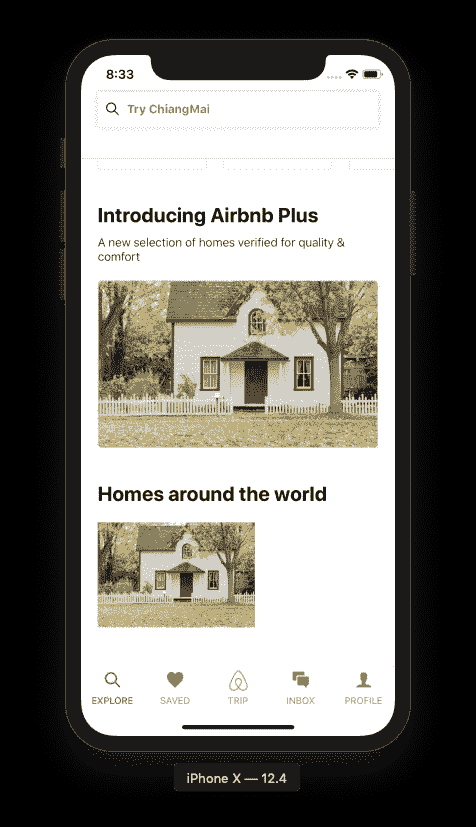 8:33
Try ChiangMai
Introducing Airbnb Plus
A new selection of homes verified for quality &
comfort
Homes around the world
EXPLORE SAVED TRIP INBOX PROFILE
iPhone X — 12.4